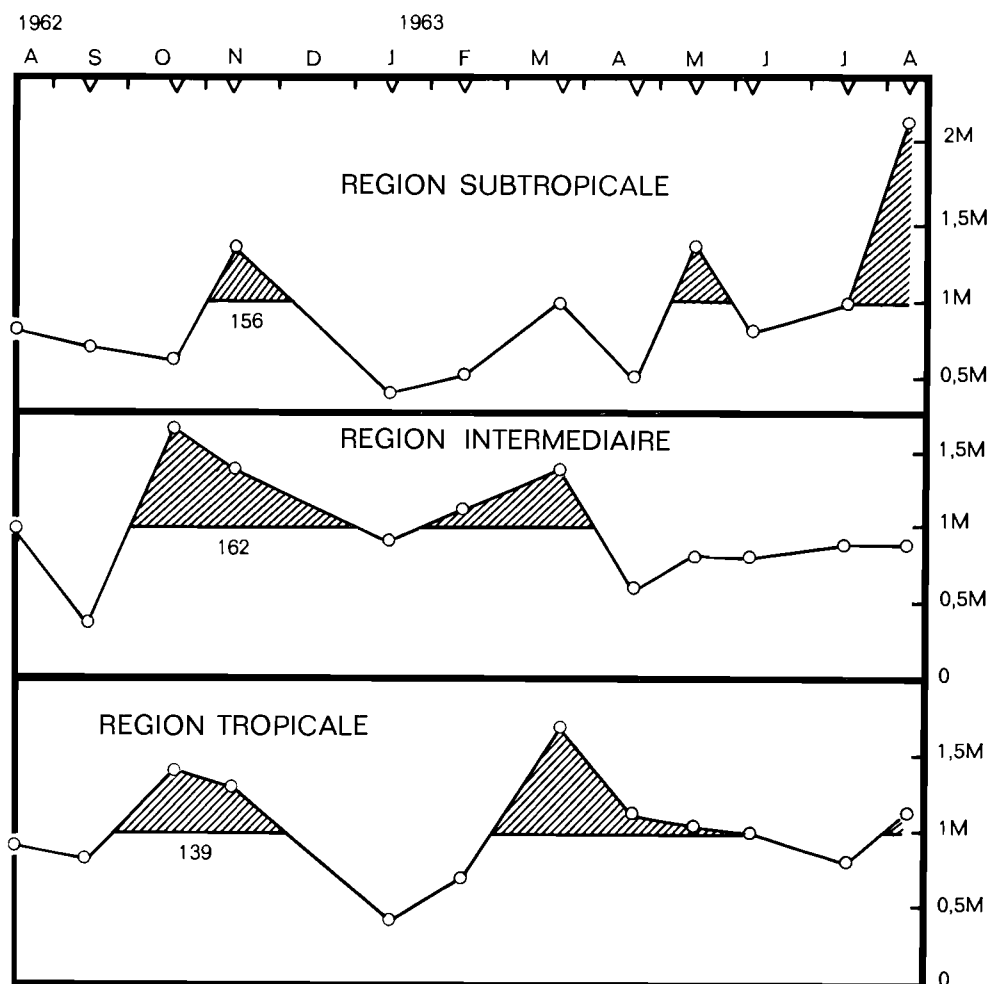 1962 1963
A S O N D J F M A M J J A
2M
REGION SUBTROPICALE
1,5M
1M
156
0,5M
REGION INTERMEDIAIRE
1,5M
1M
162
0,5M
0
REGION TROPICALE
1,5M
1M
139
0,5M
0